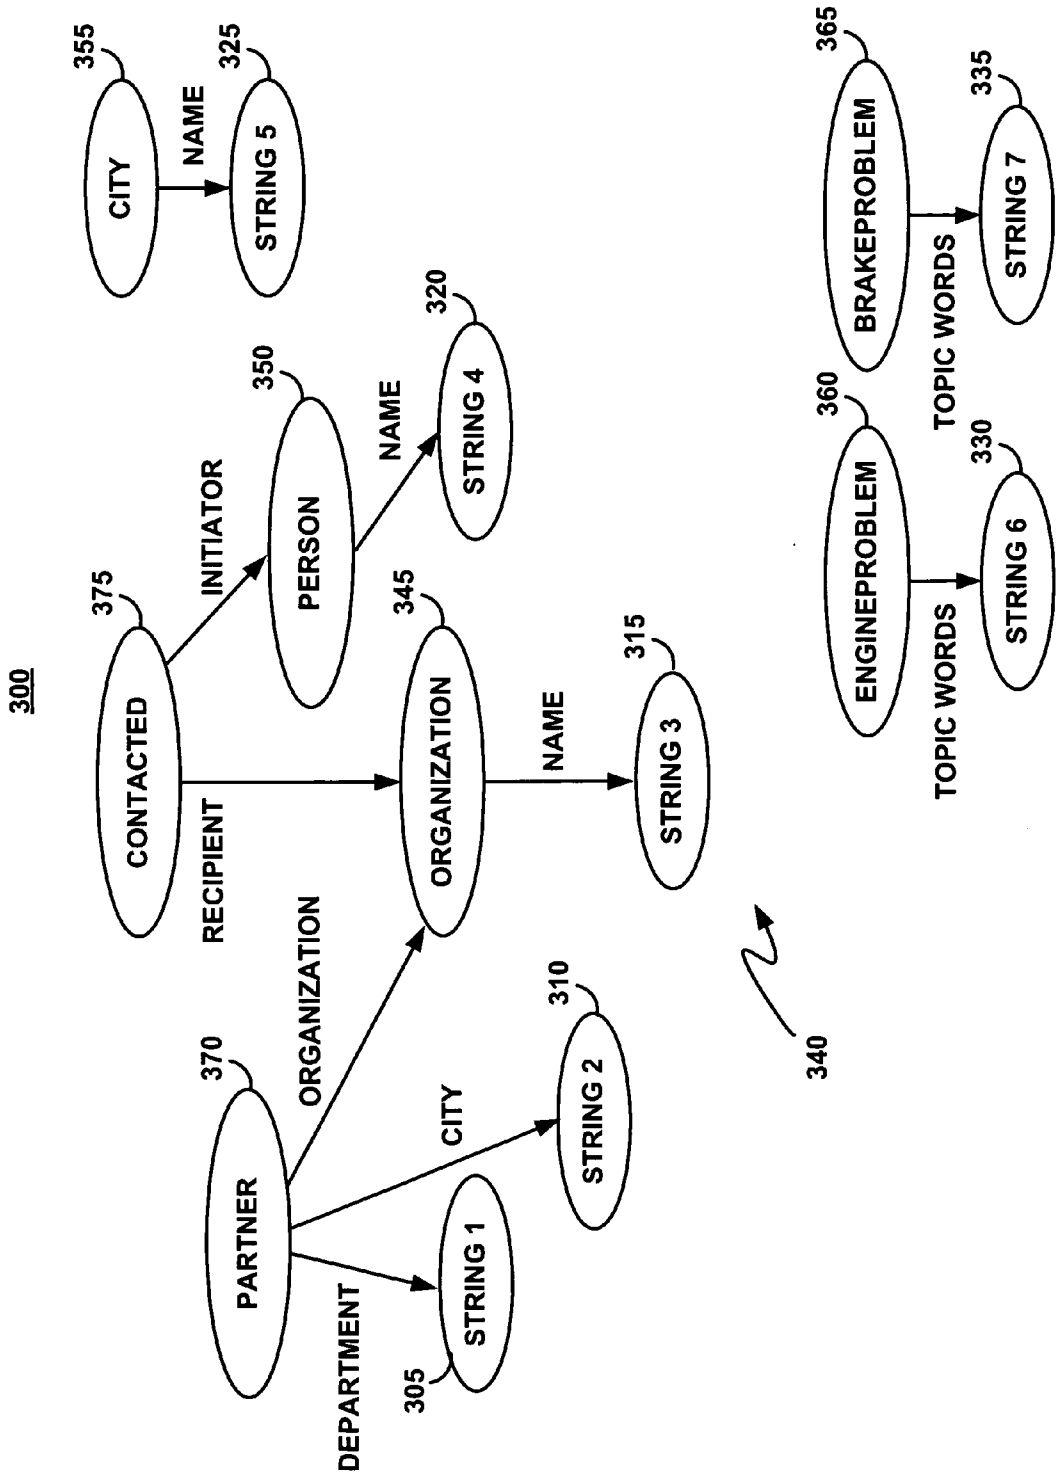 300
375
CONTACTED
355
CITY
370
PARTNER
RECIPIENT
INITIATOR
NAME
325
STRING 5
ORGANIZATION
350
PERSON
DEPARTMENT
345
ORGANIZATION
NAME
320
STRING 4
305
STRING 1
CITY
310
STRING 2
NAME
315
STRING 3
340
360
ENGINEPROBLEM
365
BRAKEPROBLEM
TOPIC WORDS
330
STRING 6
TOPIC WORDS
335
STRING 7